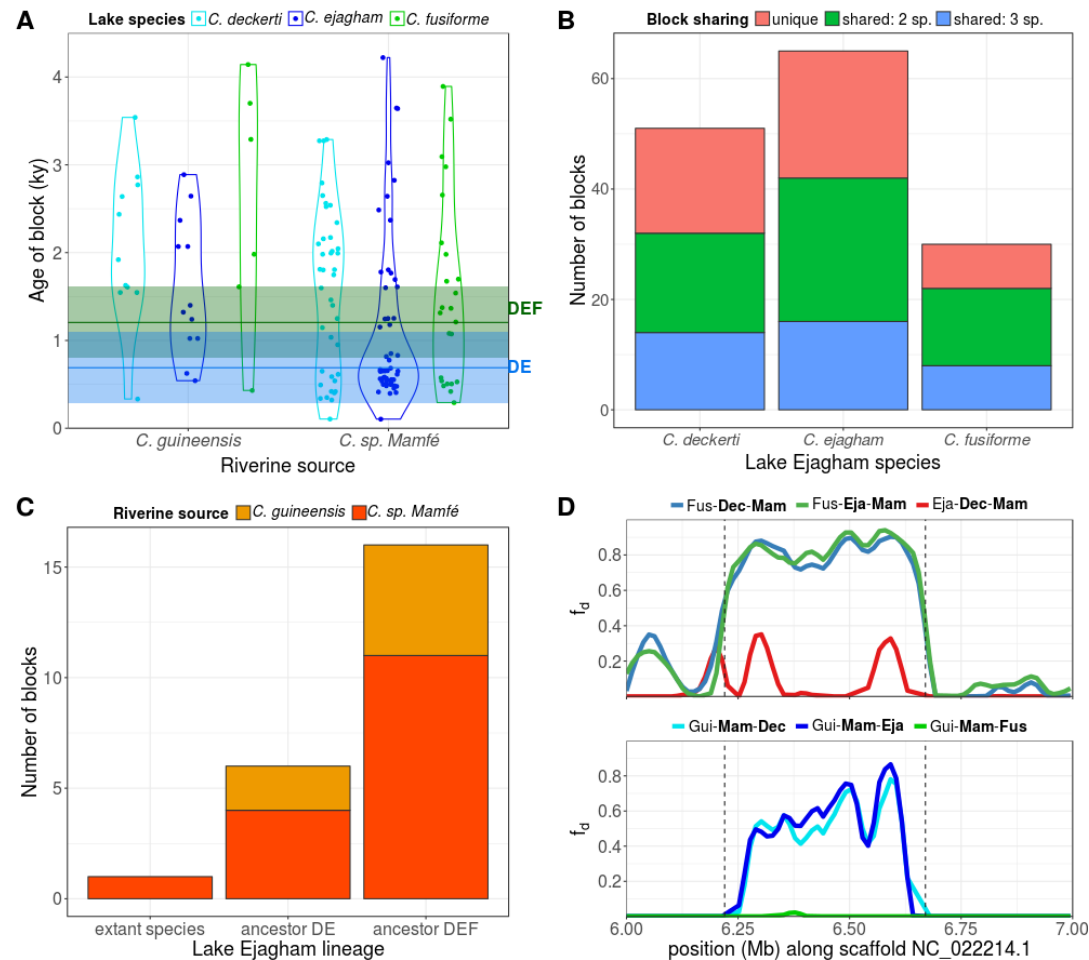 A
Lake species C. deckerti C. ejagham C. fusiforme
Age of block (ky)
4
3
2
1
0
DEF
DE
C. guineensis C. sp. Mamfé
Riverine source
B
Block sharing unique shared: 2 sp. shared: 3 sp.
Number of blocks
60
40
20
0
C. deckerti C. ejagham C. fusiforme
Lake Ejagham species
C
Riverine source C. guineensis C. sp. Mamfé
Number of blocks
15
10
5
0
extant species ancestor DE ancestor DEF
Lake Ejagham lineage
D
Fus-Dec-Mam Fus-Eja-Mam Eja-Dec-Mam
fd
0.8
0.6
0.4
0.2
Gui-Mam-Dec Gui-Mam-Eja Gui-Mam-Fus
fd
0.8
0.6
0.4
0.2
6.00 6.25 6.50 6.75 7.00
position (Mb) along scaffold NC_022214.1